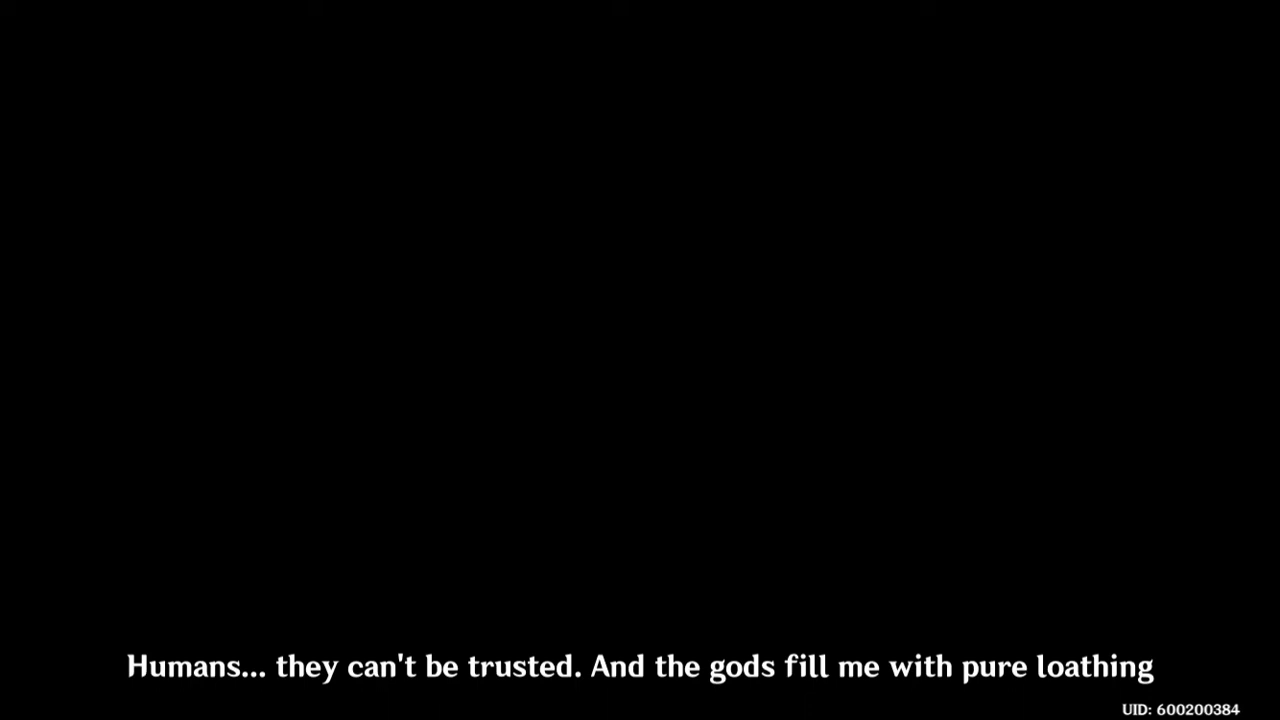 Humans... they can't be trusted. And the gods fill me with pure loathing
UID: 600200384